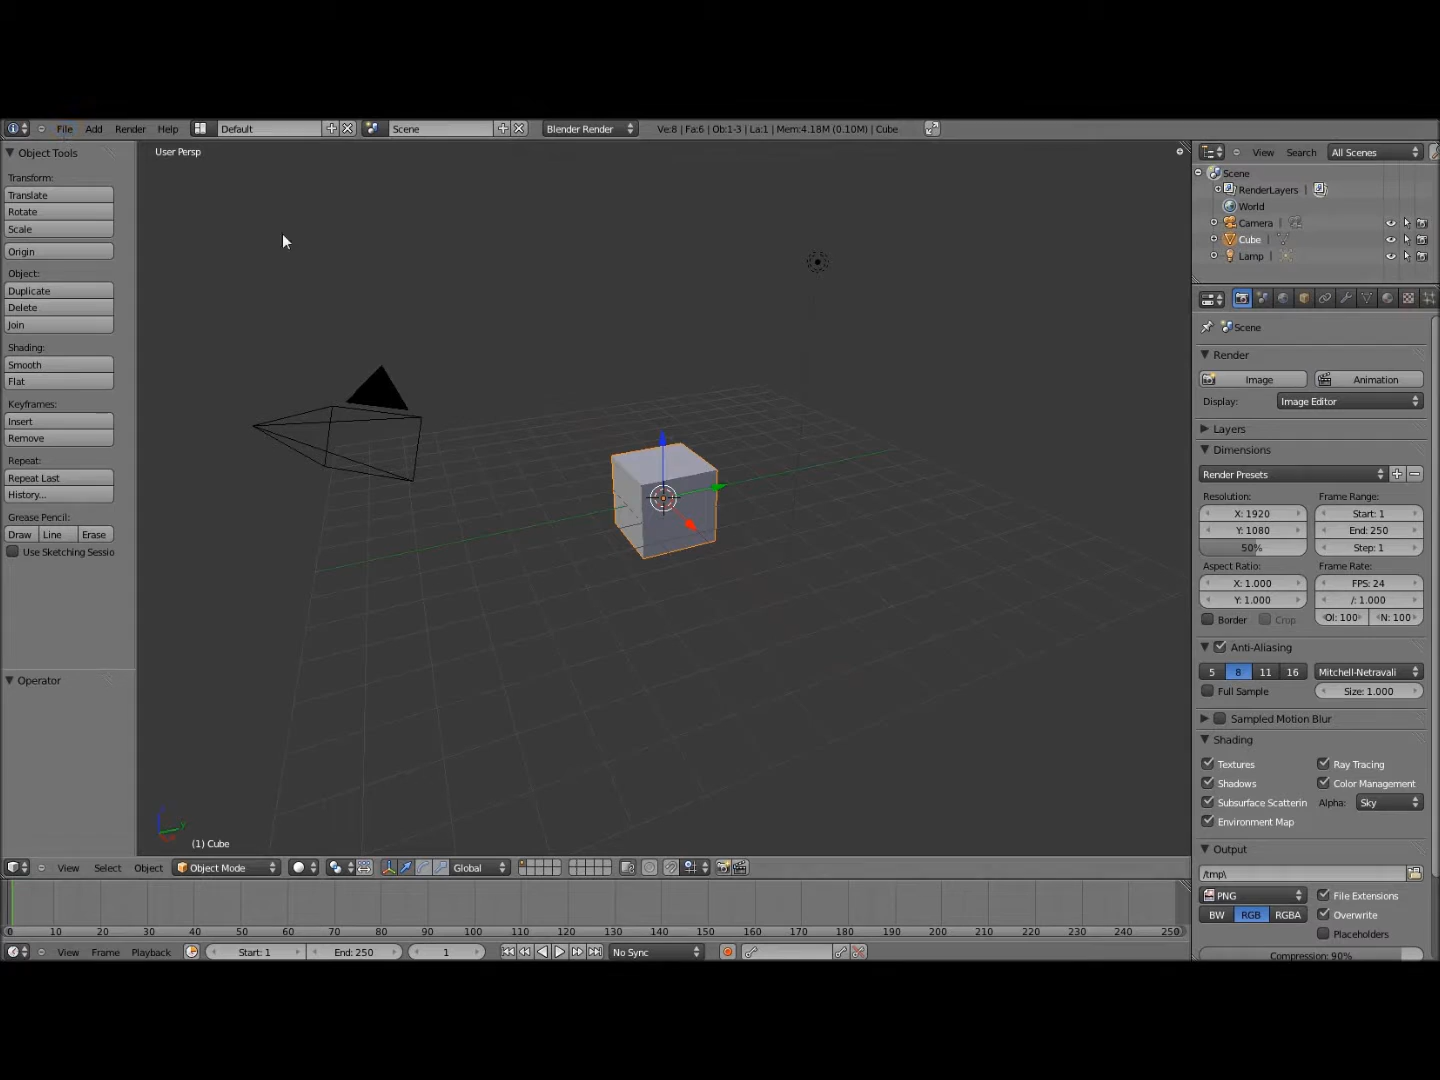 File Add Render Help Default Scene Blender Render Ve:8 | Fa:6 | Ob:1-3 | La:1 | Mem:4.18M (0.10M) | Cube
Object Tools
Transform:
Translate
Rotate
Scale
Origin
Object:
Duplicate
Delete
Join
Shading:
Smooth
Flat
Keyframes:
Insert
Remove
Repeat:
Repeat Last
History...
Grease Pencil:
Draw Line Erase
Use Sketching Sessio
Operator
User Persp
(1) Cube
View Select Object Object Mode Global
0 10 20 30 40 50 60 70 80 90 100 110 120 130 140 150 160 170 180 190 200 210 220 230 240 250
View Frame Playback Start: 1 End: 250 1 No Sync
View Search All Scenes
Scene
RenderLayers |
World
Camera |
Cube |
Lamp |
Scene
Render
Image Animation
Display: Image Editor
Layers
Dimensions
Render Presets
Resolution: Frame Range:
X: 1920 Start: 1
Y: 1080 End: 250
50% Step: 1
Aspect Ratio: Frame Rate:
X: 1.000 FPS: 24
Y: 1.000 /: 1.000
Border Crop Ol: 100 N: 100
Anti-Aliasing
5 8 11 16 Mitchell-Netravali
Full Sample Size: 1.000
Sampled Motion Blur
Shading
Textures Ray Tracing
Shadows Color Management
Subsurface Scatterin Alpha: Sky
Environment Map
Output
/tmp\
PNG File Extensions
BW RGB RGBA Overwrite
Placeholders
Compression: 90%